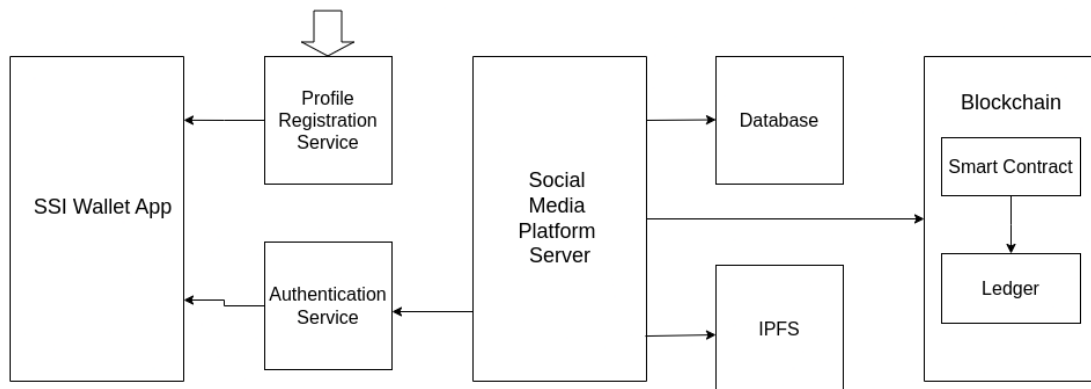 SSI Wallet App
Profile
Registration
Service
Authentication
Service
Social
Media
Platform
Server
Database
IPFS
Blockchain
Smart Contract
Ledger